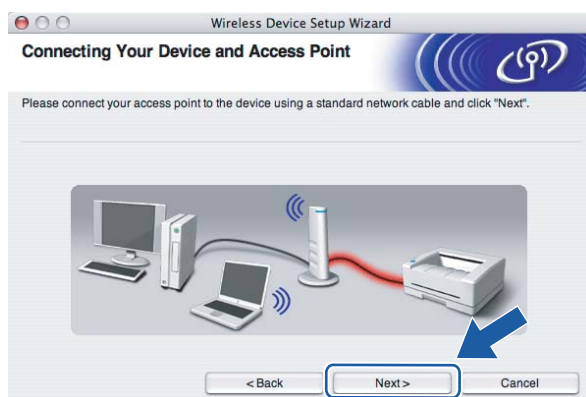 Wireless Device Setup Wizard
Connecting Your Device and Access Point
Please connect your access point to the device using a standard network cable and click "Next".
< Back Next > Cancel